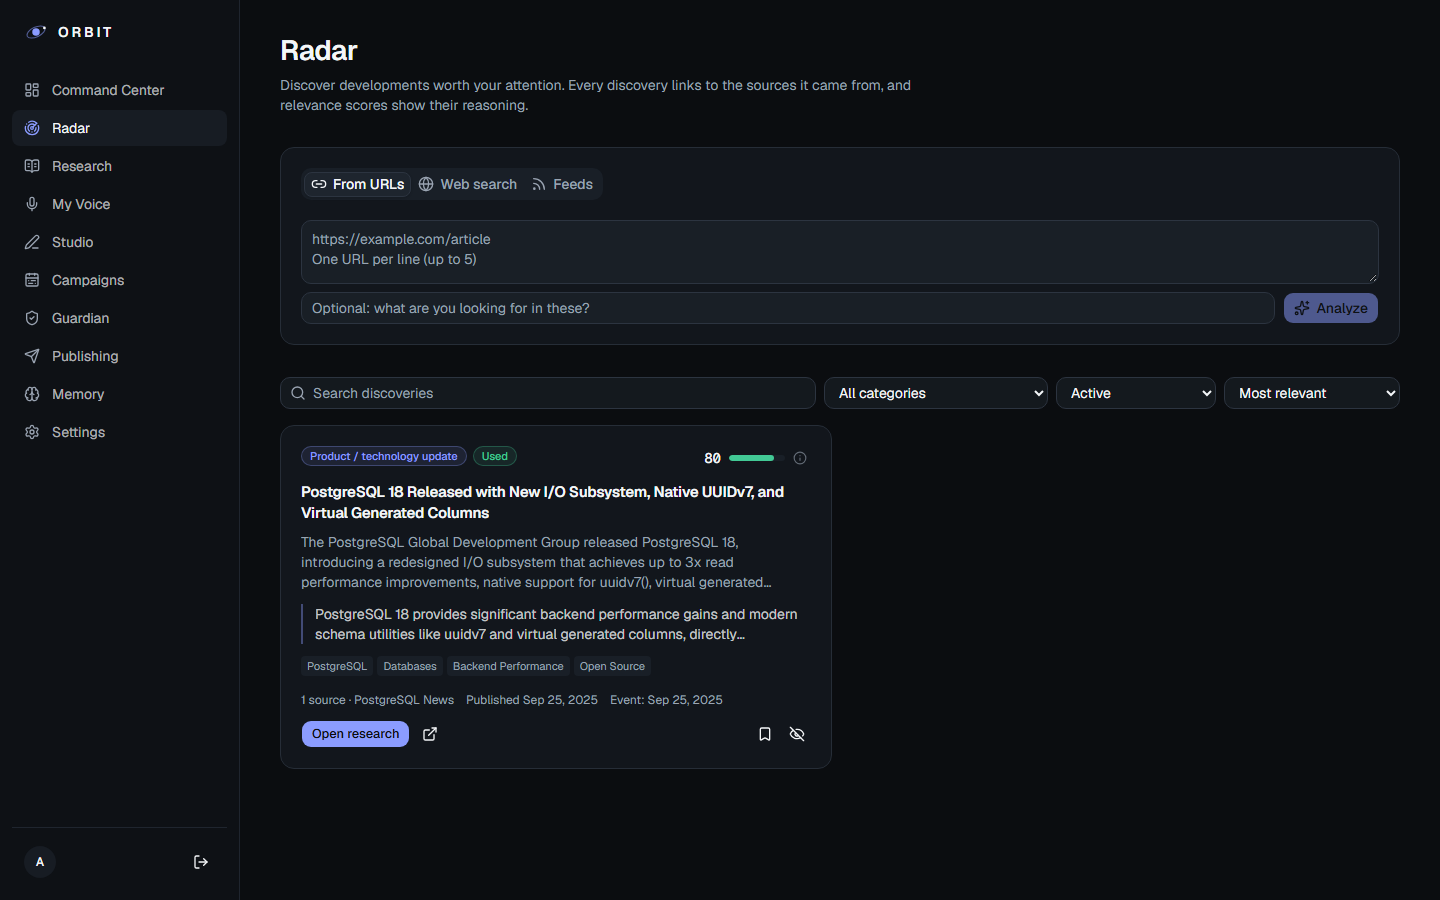 ORBIT
Command Center
Radar
Research
My Voice
Studio
Campaigns
Guardian
Publishing
Memory
Settings
A
Radar
Discover developments worth your attention. Every discovery links to the sources it came from, and
relevance scores show their reasoning.
From URLs
Web search
Feeds
https://example.com/article
One URL per line (up to 5)
Optional: what are you looking for in these?
Analyze
Search discoveries
All categories
Active
Most relevant
Product / technology update
Used
80
PostgreSQL 18 Released with New I/O Subsystem, Native UUIDv7, and
Virtual Generated Columns
The PostgreSQL Global Development Group released PostgreSQL 18,
introducing a redesigned I/O subsystem that achieves up to 3x read
performance improvements, native support for uuidv7(), virtual generated…
PostgreSQL 18 provides significant backend performance gains and modern
schema utilities like uuidv7 and virtual generated columns, directly…
PostgreSQL
Databases
Backend Performance
Open Source
1 source · PostgreSQL News
Published Sep 25, 2025
Event: Sep 25, 2025
Open research